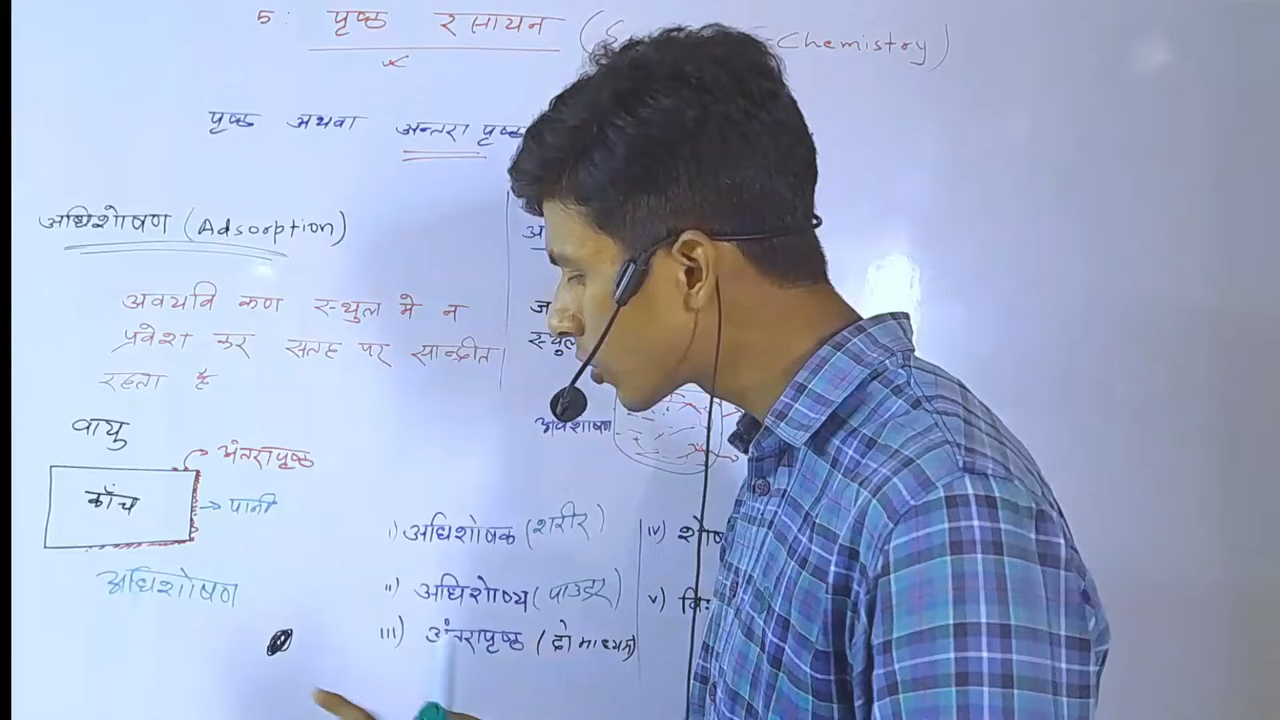 5: पृष्ठ रसायन ( Chemistry)
पृष्ठ अथवा अन्तरा पृष्ठ
अधिशोषण (Adsorption)
अवयवि कण स्थुल मे न
प्रवेश कर सतह पर सान्द्रीत
रहता है
वायु
अंतरापृष्ठ
काँच
→ पानी
अधिशोषण
अ
ज
स्थुल
अवशोषण
i) अधिशोषक (शरीर)
ii) अधिशोष्य (पाउडर)
iii) अंतरापृष्ठ (दो माध्यम)
iv) शोष
v) वि